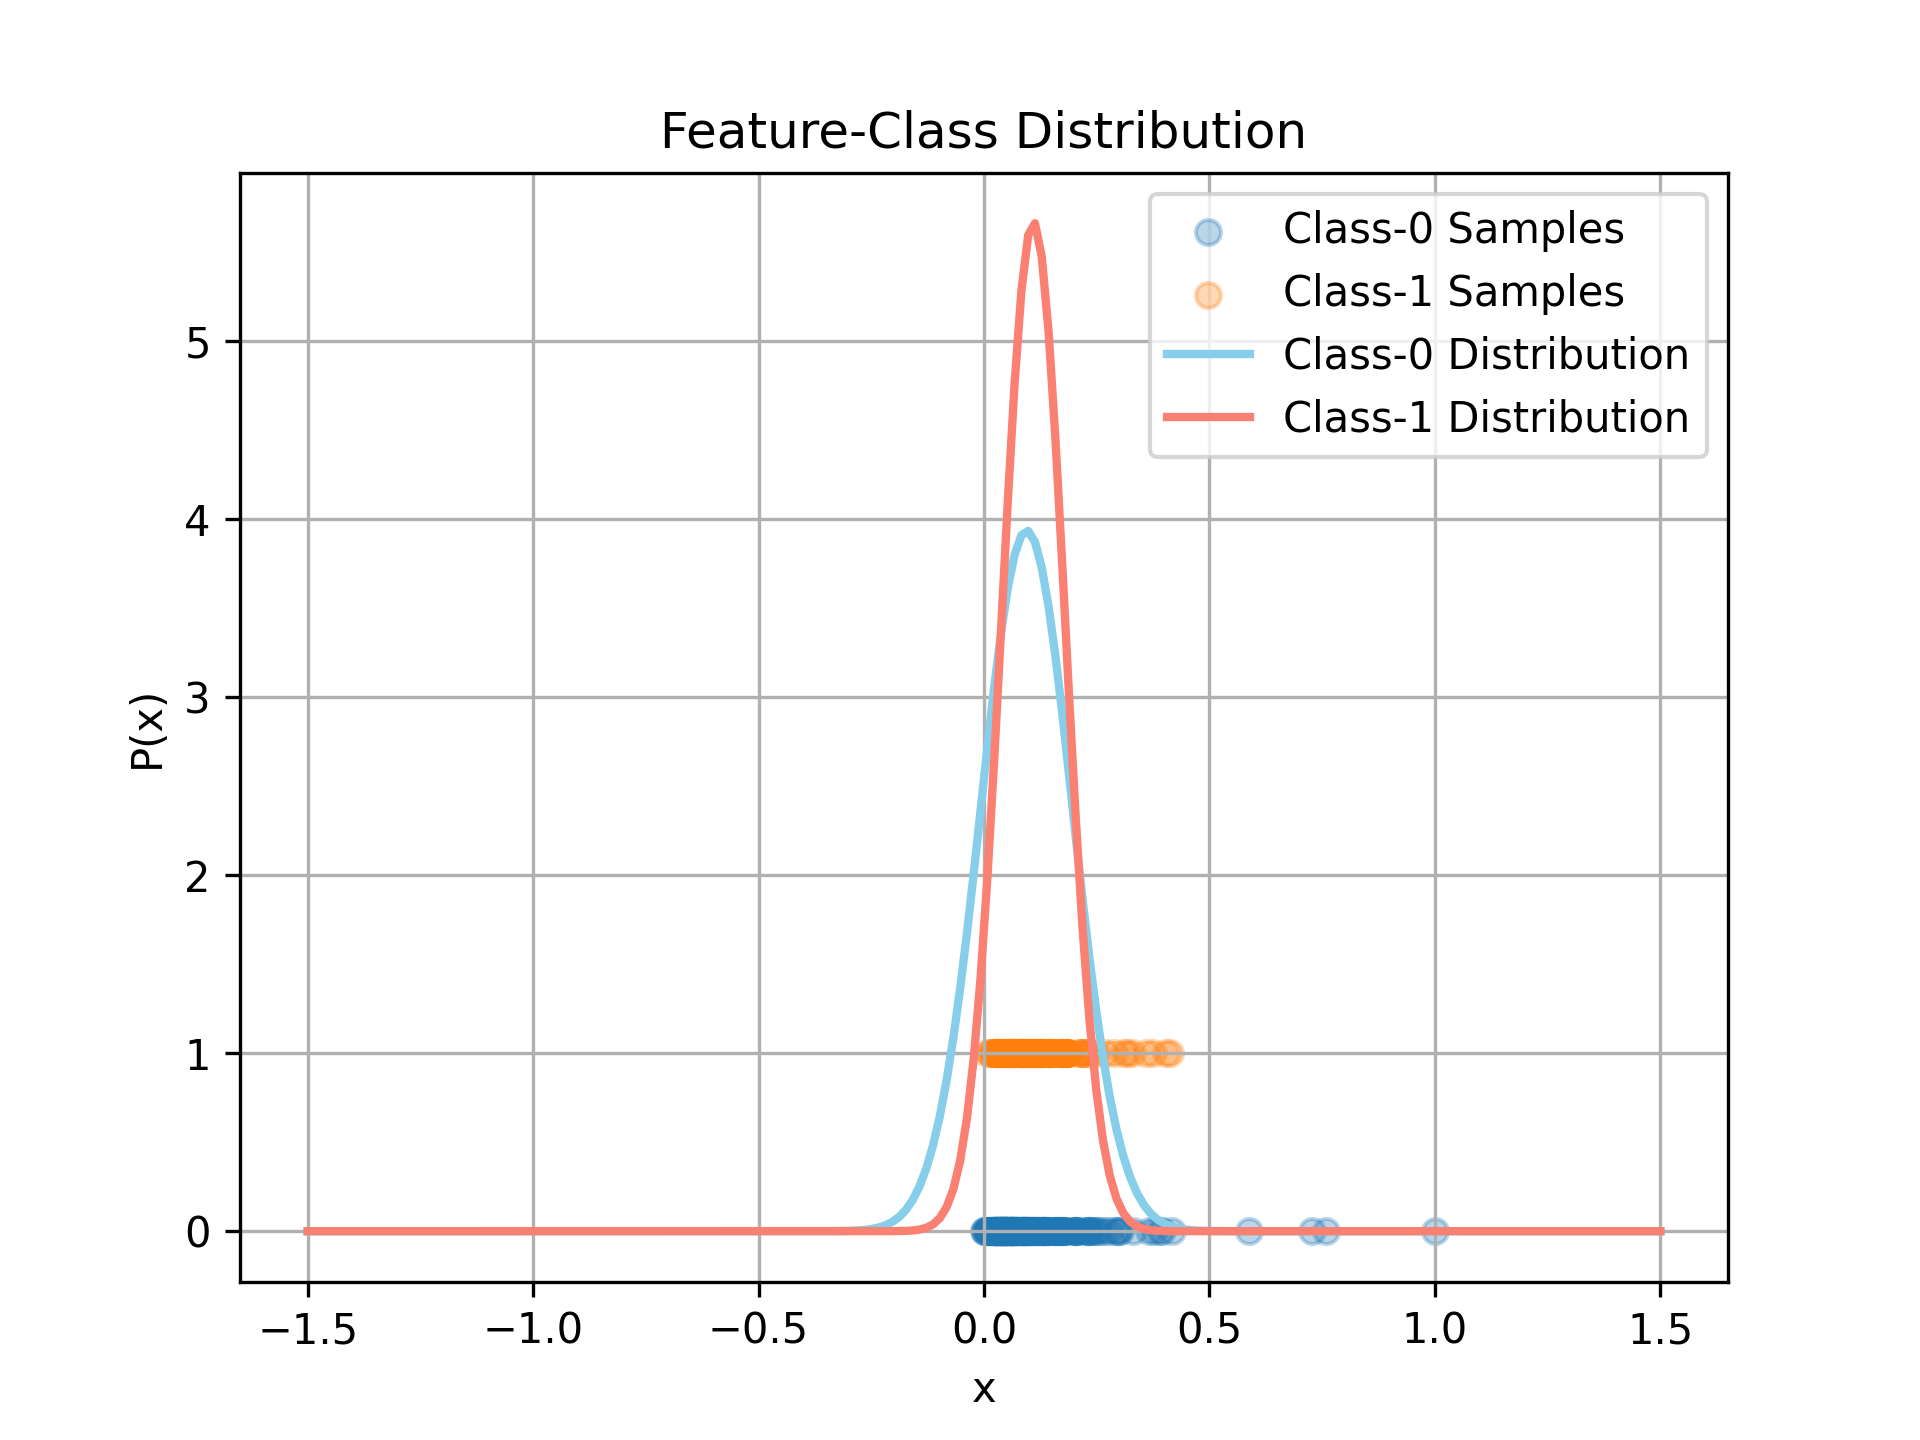 Feature-Class Distribution
Class-0 Samples
Class-1 Samples
Class-0 Distribution
Class-1 Distribution
P(x)
5
4
3
2
1
0
−1.5 −1.0 −0.5 0.0 0.5 1.0 1.5
x